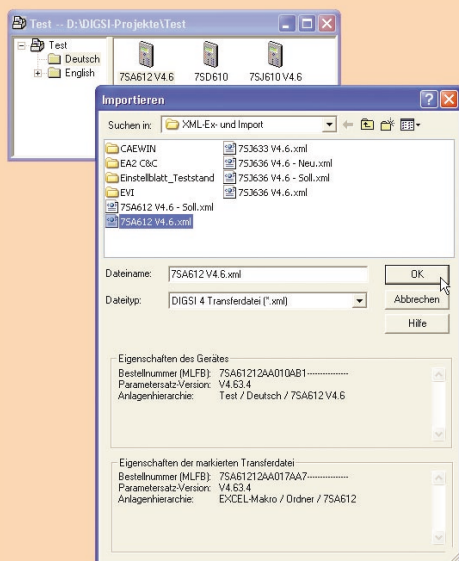 Test -- D:\DIGSI-Projekte\Test
Test
Deutsch
English
7SA612 V4.6
7SD610
7SJ610 V4.6
Importieren
Suchen in:
XML-Ex- und Import
CAEWIN
EA2 C&C
Einstellblatt_Teststand
EVI
7SA612 V4.6 - Soll.xml
7SA612 V4.6.xml
7SJ633 V4.6.xml
7SJ636 V4.6 - Neu.xml
7SJ636 V4.6 - Soll.xml
7SJ636 V4.6.xml
Dateiname:
7SA612 V4.6.xml
OK
Dateityp:
DIGSI 4 Transferdatei (*.xml)
Abbrechen
Hilfe
Eigenschaften des Gerätes
Bestellnummer (MLFB): 7SA61212AA010AB1----------------
Parametersatz-Version: V4.63.4
Anlagenhierarchie: Test / Deutsch / 7SA612 V4.6
Eigenschaften der markierten Transferdatei
Bestellnummer (MLFB): 7SA61212AA017AA7----------------
Parametersatz-Version: V4.63.4
Anlagenhierarchie: EXCEL-Makro / Ordner / 7SA612